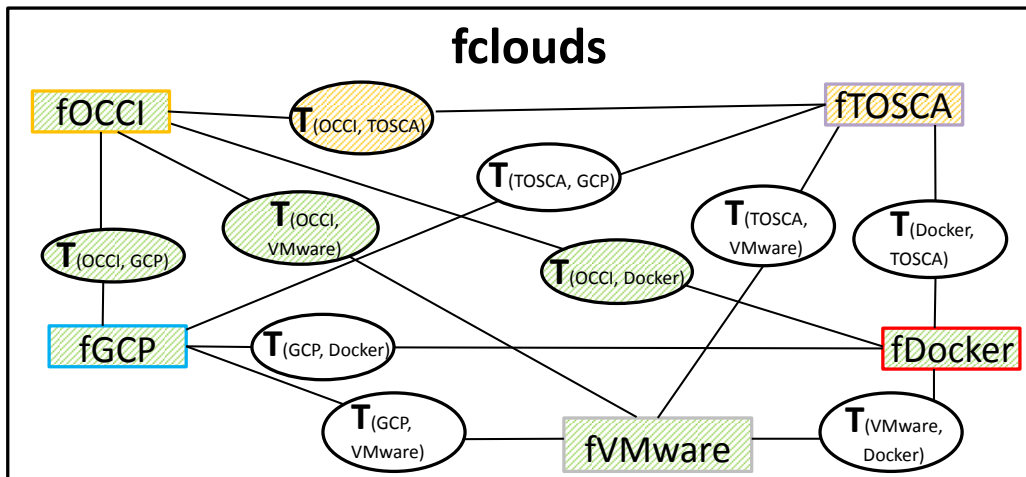 fclouds
fOCCI
T(OCCI, TOSCA)
fTOSCA
T(TOSCA, GCP)
T(OCCI,
VMware)
T(TOSCA,
VMware)
T(Docker,
TOSCA)
T(OCCI, GCP)
T(OCCI, Docker)
fGCP
T(GCP, Docker)
fDocker
T(GCP,
VMware)
fVMware
T(VMware,
Docker)